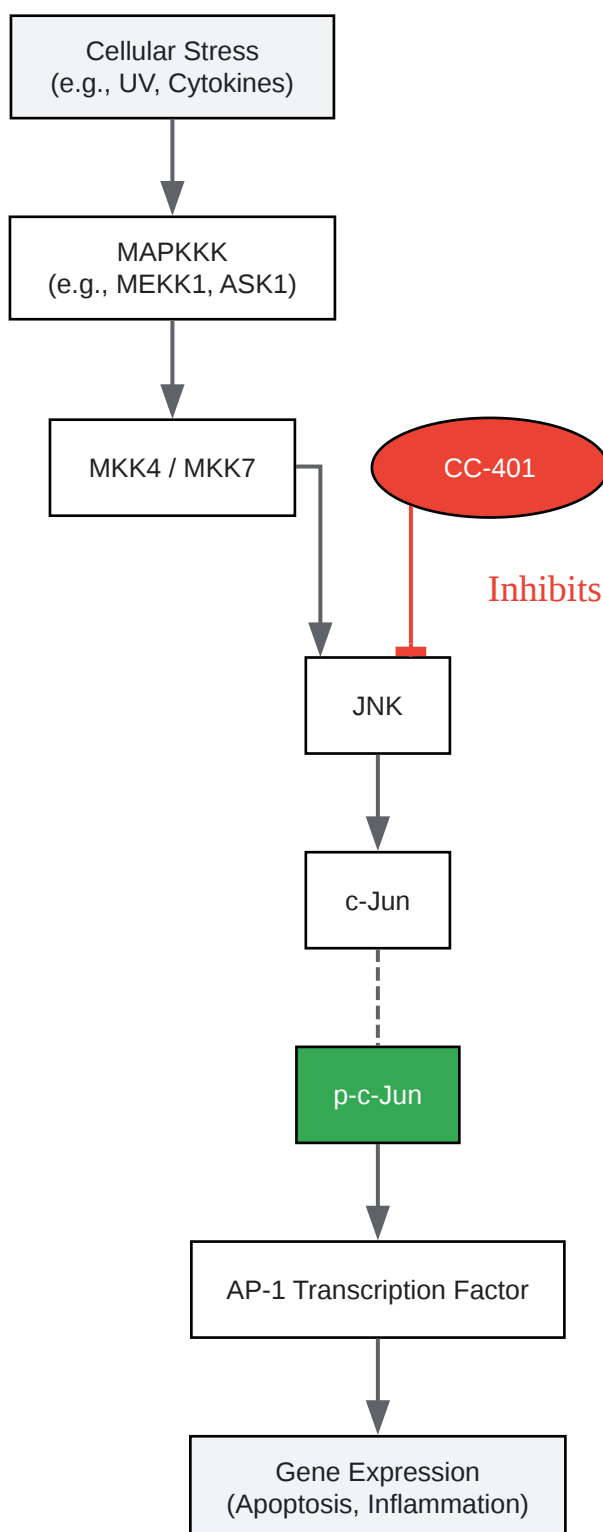 Cellular Stress
(e.g., UV, Cytokines)
MAPKKK
(e.g., MEKK1, ASK1)
MKK4 / MKK7
CC-401
Inhibits
JNK
c-Jun
p-c-Jun
AP-1 Transcription Factor
Gene Expression
(Apoptosis, Inflammation)